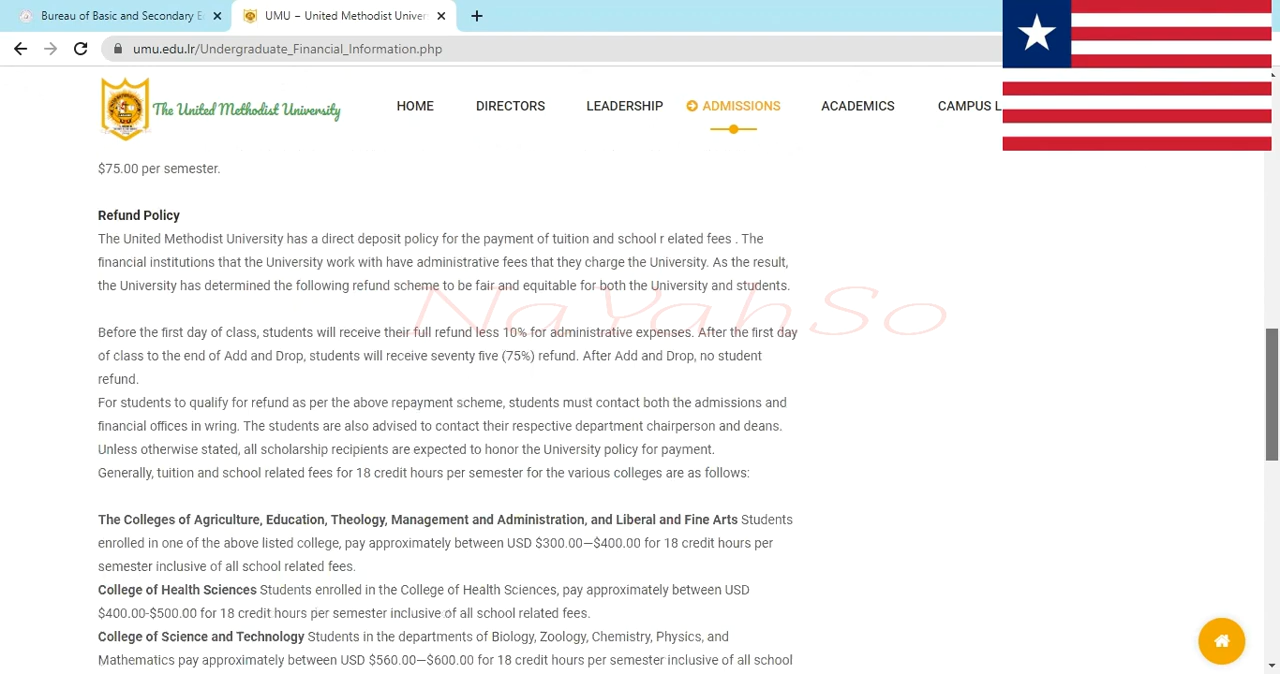 Bureau of Basic and Secondary E
UMU – United Methodist Univer
umu.edu.lr/Undergraduate_Financial_Information.php
The United Methodist University
HOME
DIRECTORS
LEADERSHIP
ADMISSIONS
ACADEMICS
CAMPUS L
$75.00 per semester.
Refund Policy
The United Methodist University has a direct deposit policy for the payment of tuition and school r elated fees . The
financial institutions that the University work with have administrative fees that they charge the University. As the result,
the University has determined the following refund scheme to be fair and equitable for both the University and students.
NaYahSo
Before the first day of class, students will receive their full refund less 10% for administrative expenses. After the first day
of class to the end of Add and Drop, students will receive seventy five (75%) refund. After Add and Drop, no student
refund.
For students to qualify for refund as per the above repayment scheme, students must contact both the admissions and
financial offices in wring. The students are also advised to contact their respective department chairperson and deans.
Unless otherwise stated, all scholarship recipients are expected to honor the University policy for payment.
Generally, tuition and school related fees for 18 credit hours per semester for the various colleges are as follows:
The Colleges of Agriculture, Education, Theology, Management and Administration, and Liberal and Fine Arts Students
enrolled in one of the above listed college, pay approximately between USD $300.00—$400.00 for 18 credit hours per
semester inclusive of all school related fees.
College of Health Sciences Students enrolled in the College of Health Sciences, pay approximately between USD
$400.00-$500.00 for 18 credit hours per semester inclusive of all school related fees.
College of Science and Technology Students in the departments of Biology, Zoology, Chemistry, Physics, and
Mathematics pay approximately between USD $560.00—$600.00 for 18 credit hours per semester inclusive of all school